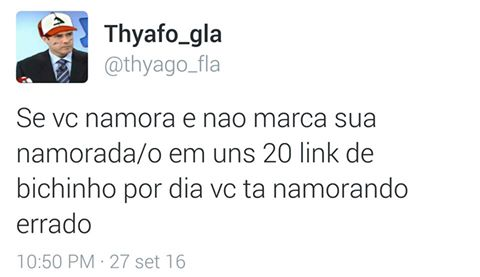 Thyafo_gla
@thyago_fla
Se vc namora e nao marca sua
namorada/o em uns 20 link de
bichinho por dia vc ta namorando
errado
10:50 PM · 27 set 16